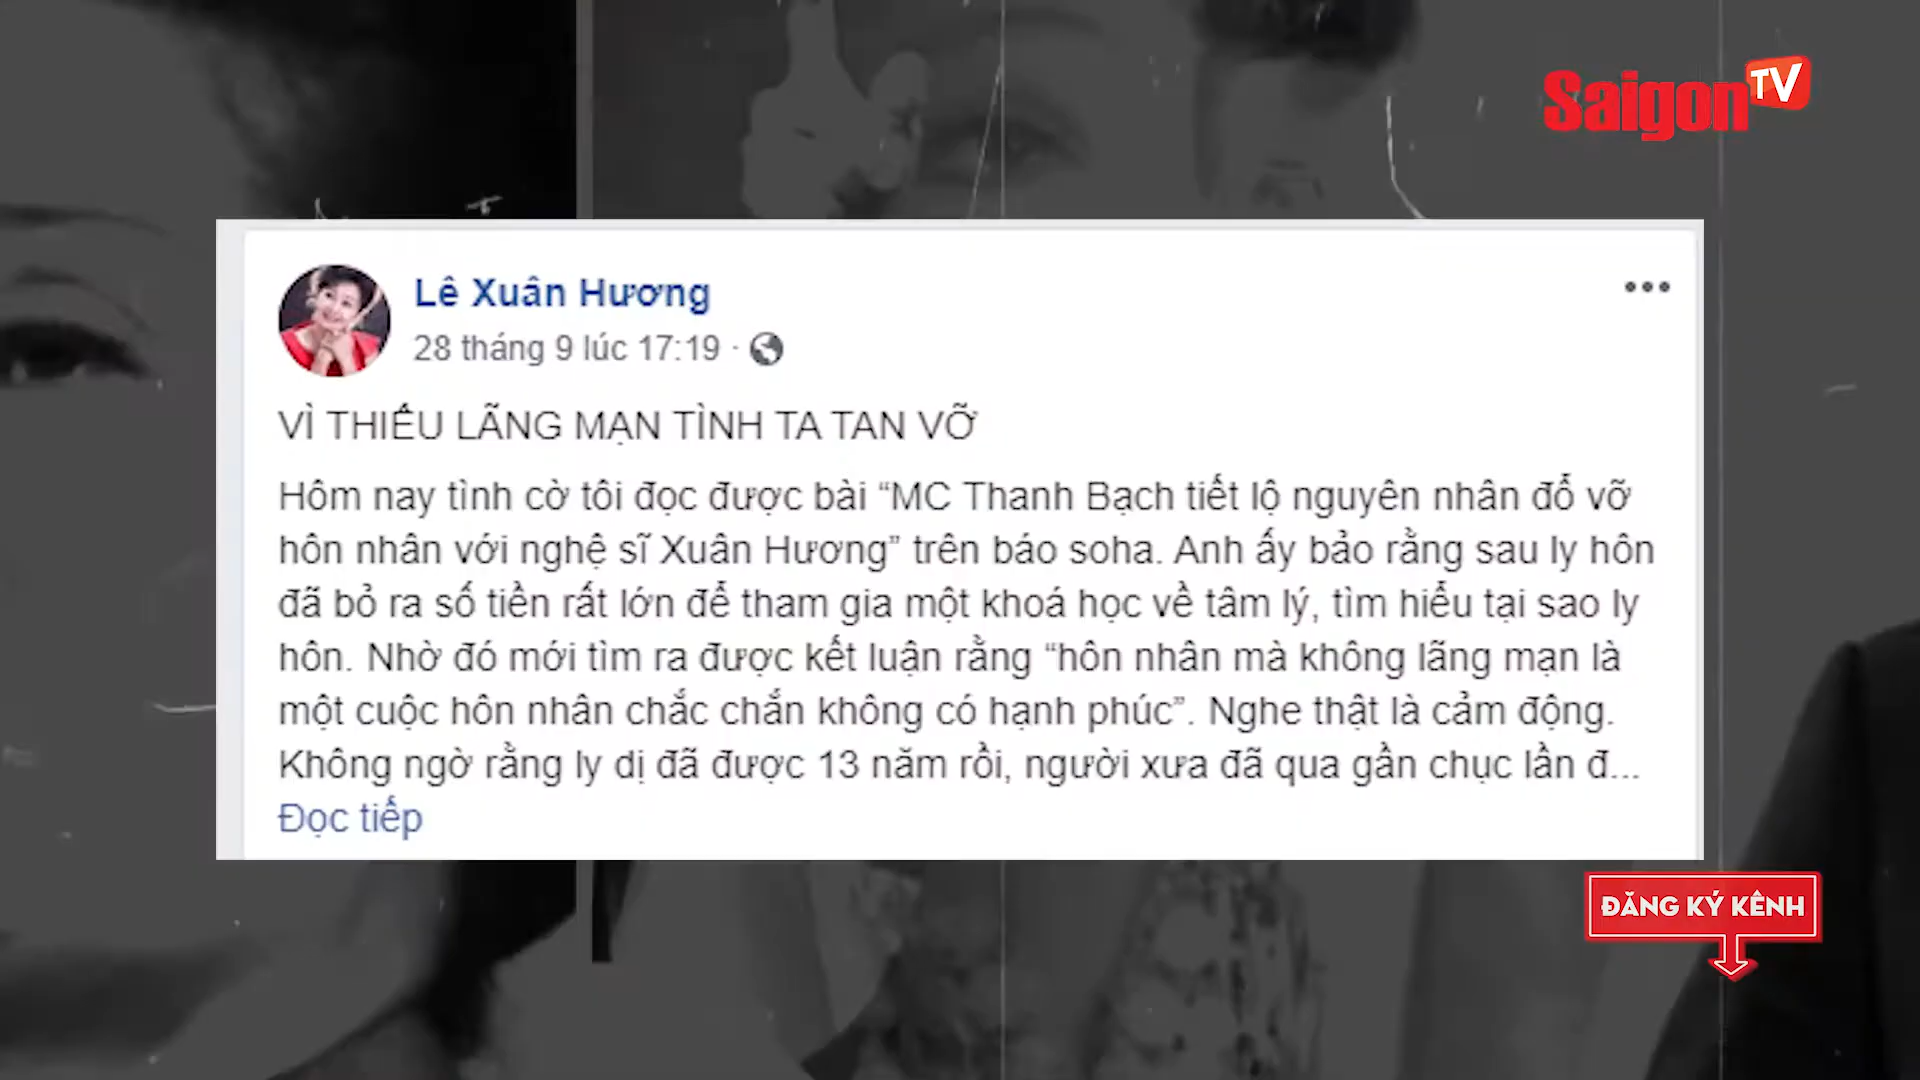 Saigon TV
Lê Xuân Hương
28 tháng 9 lúc 17:19 ·
VÌ THIẾU LÃNG MẠN TÌNH TA TAN VỠ
Hôm nay tình cờ tôi đọc được bài “MC Thanh Bạch tiết lộ nguyên nhân đổ vỡ
hôn nhân với nghệ sĩ Xuân Hương” trên báo soha. Anh ấy bảo rằng sau ly hôn
đã bỏ ra số tiền rất lớn để tham gia một khoá học về tâm lý, tìm hiểu tại sao ly
hôn. Nhờ đó mới tìm ra được kết luận rằng “hôn nhân mà không lãng mạn là
một cuộc hôn nhân chắc chắn không có hạnh phúc”. Nghe thật là cảm động.
Không ngờ rằng ly dị đã được 13 năm rồi, người xưa đã qua gần chục lần đ...
Đọc tiếp
ĐĂNG KÝ KÊNH